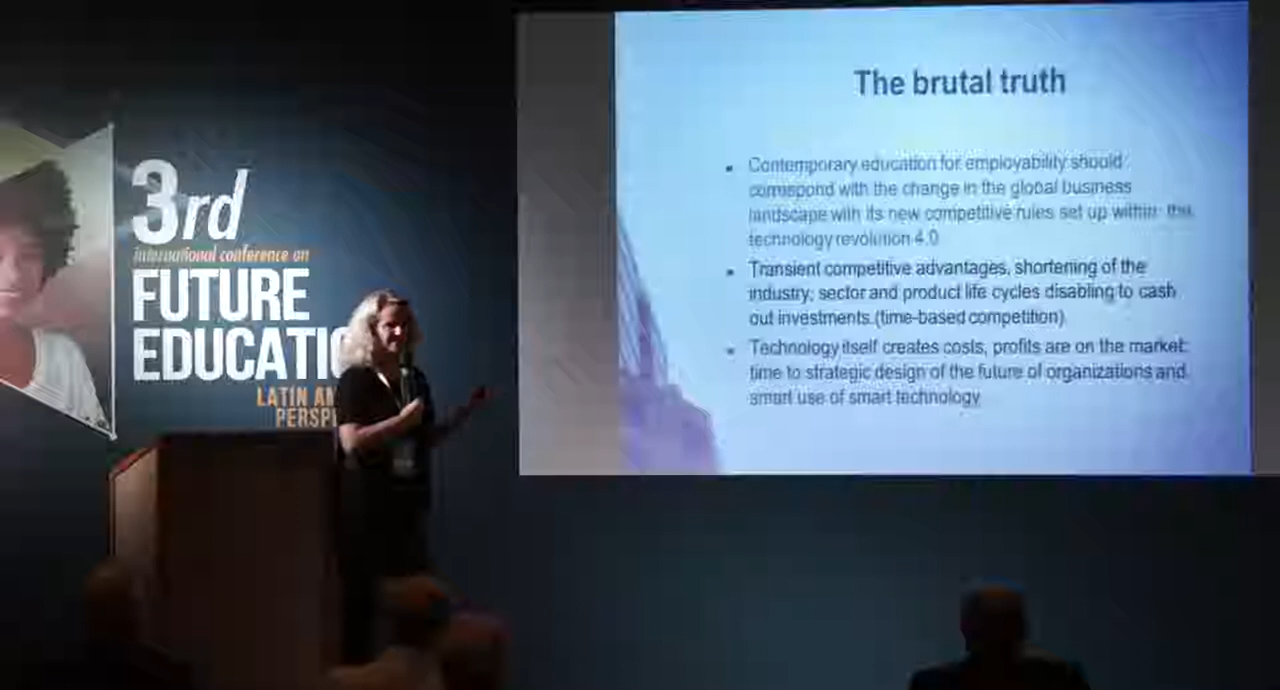 3rd
international conference on
FUTURE
EDUCATIO
LATIN AM
PERSP
The brutal truth
▪ Contemporary education for employability should
correspond with the change in the global business
landscape with its new competitive rules set up within the
technology revolution 4.0
▪ Transient competitive advantages, shortening of the
industry, sector and product life cycles disabling to cash
out investments.(time-based competition)
▪ Technology itself creates costs, profits are on the market:
time to strategic design of the future of organizations and
smart use of smart technology